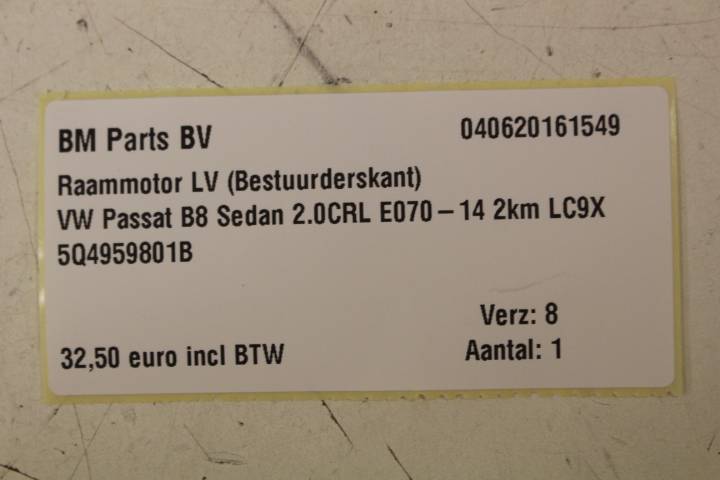 BM Parts BV 040620161549
Raammotor LV (Bestuurderskant)
VW Passat B8 Sedan 2.0CRL E070-14 2km LC9X
5Q4959801B
Verz: 8
32,50 euro incl BTW Aantal: 1